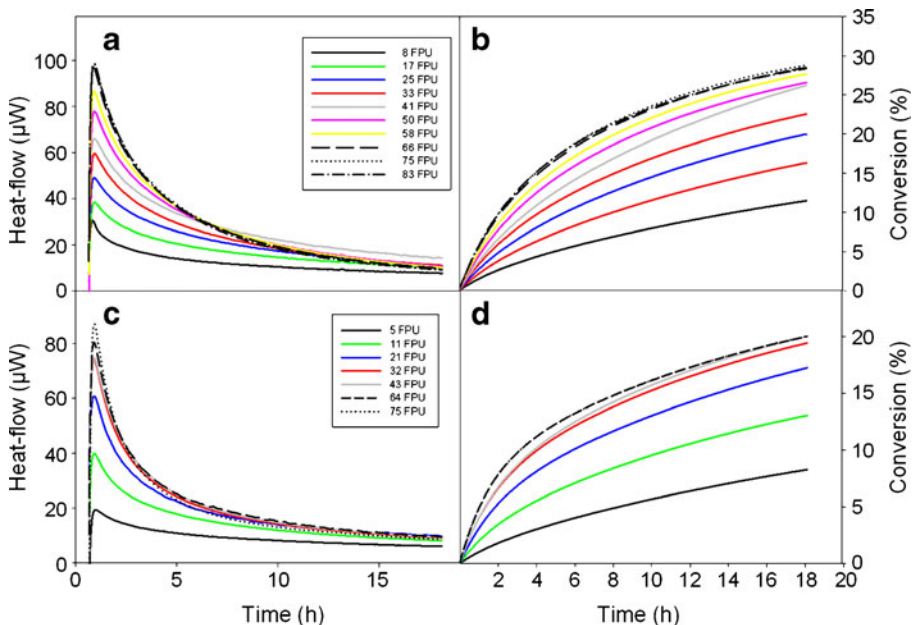 a
b
c
d
Heat-flow (µW)
100
80
60
40
20
0
8 FPU
17 FPU
25 FPU
33 FPU
41 FPU
50 FPU
58 FPU
66 FPU
75 FPU
83 FPU
35
30
25
20
15
10
5
0
Conversion (%)
Heat-flow (µW)
80
60
40
20
0
5 FPU
11 FPU
21 FPU
32 FPU
43 FPU
64 FPU
75 FPU
20
15
10
5
0
Conversion (%)
0 5 10 15
2 4 6 8 10 12 14 16 18 20
Time (h)
Time (h)